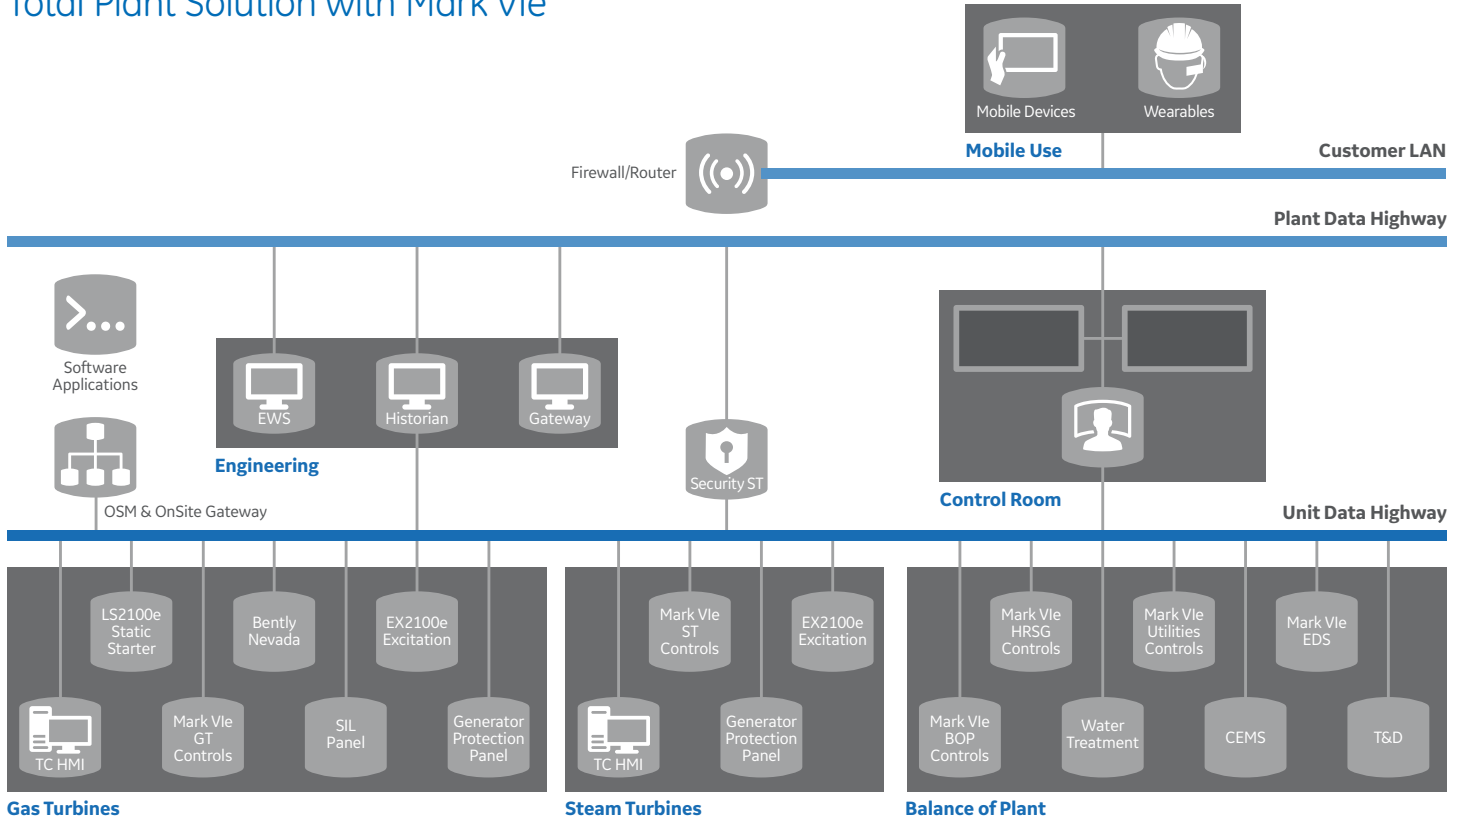 Total Plant Solution with Mark VIe
Mobile Devices
Wearables
Mobile Use
Customer LAN
Firewall/Router
Plant Data Highway
Software
Applications
EWS
Historian
Gateway
Engineering
Security ST
Control Room
OSM & OnSite Gateway
Unit Data Highway
LS2100e
Static
Starter
Bently
Nevada
EX2100e
Excitation
TC HMI
Mark VIe
GT
Controls
SIL
Panel
Generator
Protection
Panel
Gas Turbines
Mark VIe
ST
Controls
EX2100e
Excitation
TC HMI
Generator
Protection
Panel
Steam Turbines
Mark VIe
HRSG
Controls
Mark VIe
Utilities
Controls
Mark VIe
EDS
Mark VIe
BOP
Controls
Water
Treatment
CEMS
T&D
Balance of Plant